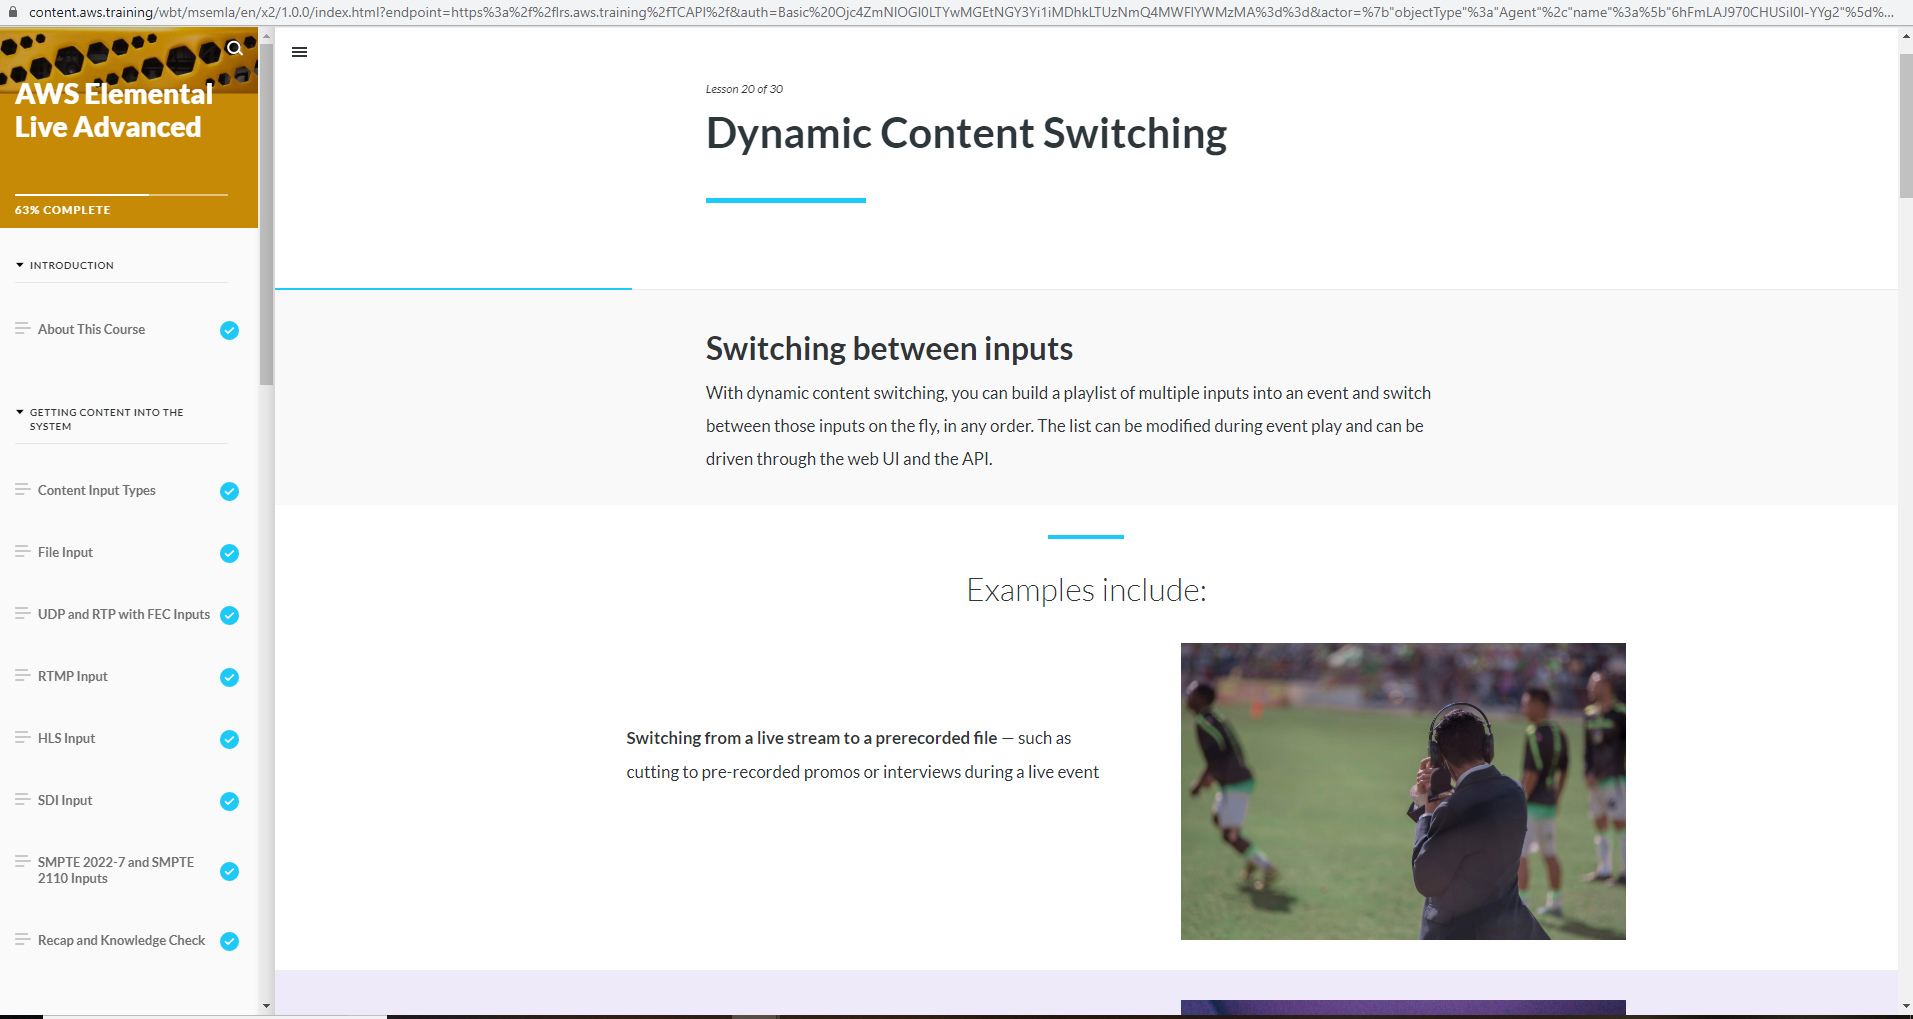 content.aws.training/wbt/msemla/en/x2/1.0.0/index.html?endpoint=https%3a%2f%2flrs.aws.training%2fTCAPI%2f&auth=Basic%20Ojc4ZmNlOGI0LTYwMGEtNGY3Yi1iMDhkLTUzNmQ4MWFlYWMzMA%3d%3d&actor=%7b"objectType"%3a"Agent"%2c"name"%3a%5b"6hFmLAJ970CHUSiI0I-YYg2"%5d%...
AWS Elemental
Live Advanced
63% COMPLETE
INTRODUCTION
About This Course
GETTING CONTENT INTO THE
SYSTEM
Content Input Types
File Input
UDP and RTP with FEC Inputs
RTMP Input
HLS Input
SDI Input
SMPTE 2022-7 and SMPTE
2110 Inputs
Recap and Knowledge Check
Lesson 20 of 30
Dynamic Content Switching
Switching between inputs
With dynamic content switching, you can build a playlist of multiple inputs into an event and switch
between those inputs on the fly, in any order. The list can be modified during event play and can be
driven through the web UI and the API.
Examples include:
Switching from a live stream to a prerecorded file — such as
cutting to pre-recorded promos or interviews during a live event